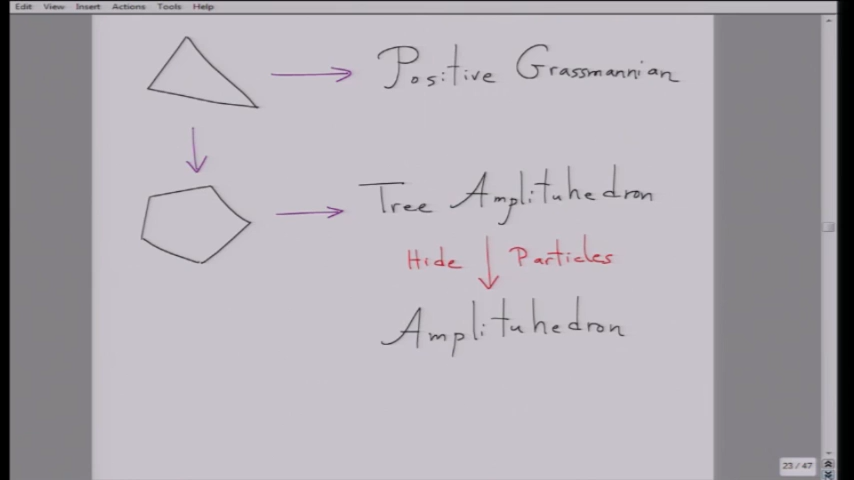 Edit View Insert Actions Tools Help
Positive Grassmannian
Tree Amplituhedron
Hide Particles
Amplituhedron
23 / 47